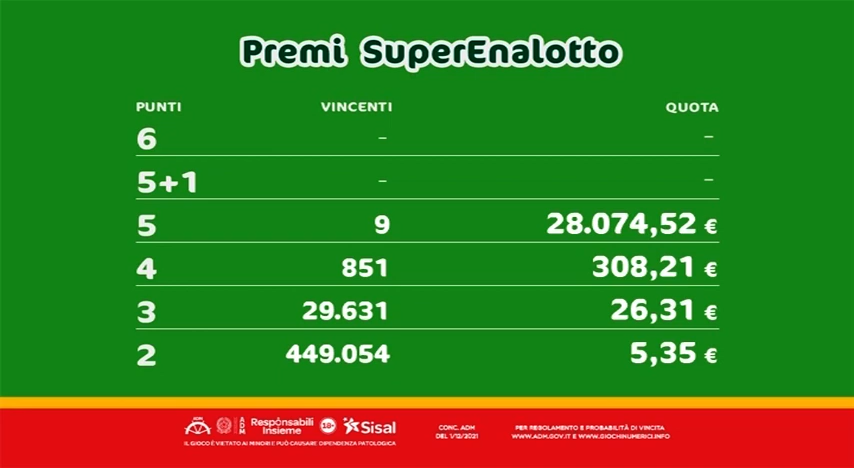 Premi SuperEnalotto
PUNTI VINCENTI QUOTA
6 - -
5+1 - -
5 9 28.074,52 €
4 851 308,21 €
3 29.631 26,31 €
2 449.054 5,35 €
ADM ADM Responsabili Insieme 18+ Sisal
CONC. ADM DEL 1/12/2021
PER REGOLAMENTO E PROBABILITÀ DI VINCITA
WWW.ADM.GOV.IT E WWW.GIOCHINUMERICI.INFO
IL GIOCO È VIETATO AI MINORI E PUÒ CAUSARE DIPENDENZA PATOLOGICA